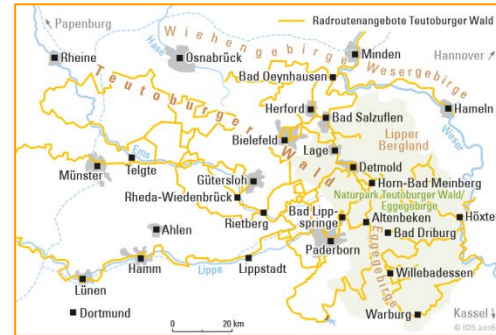 Radroutenangebote Teutoburger Wald
Papenburg
Rheine
Osnabrück
Hase
Wiehengebirge
Wesergebirge
Minden
Hannover
Bad Oeynhausen
Teutoburger Wald
Herford
Bad Salzuflen
Hameln
Weser
Bielefeld
Lage
Lipper
Bergland
Ems
Münster
Telgte
Gütersloh
Detmold
Horn-Bad Meinberg
Naturpark Teutoburger Wald/
Eggegebirge
Rheda-Wiedenbrück
Rietberg
Bad Lipp-
springe
Altenbeken
Höxter
Bad Driburg
Ahlen
Paderborn
Eggegebirge
Hamm
Lippe
Lippstadt
Willebadessen
Lünen
Dortmund
0
20 km
Warburg
Kassel
© IDS 2016